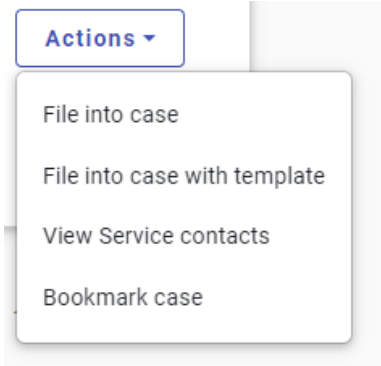 Actions
File into case
File into case with template
View Service contacts
Bookmark case